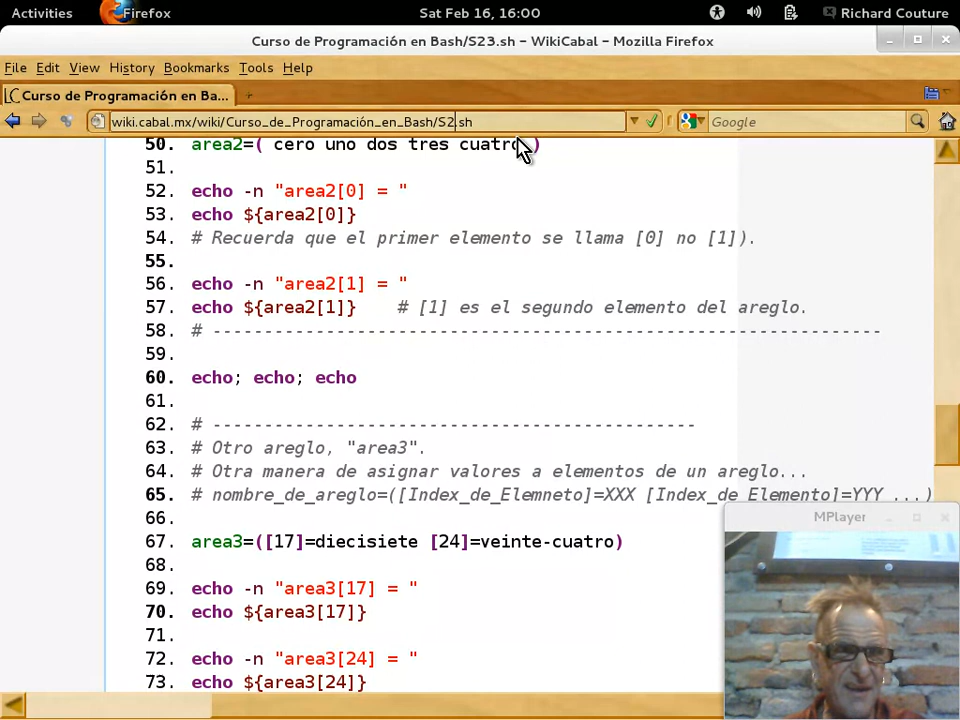 Activities Firefox Sat Feb 16, 16:00 Richard Couture
Curso de Programación en Bash/S23.sh – WikiCabal – Mozilla Firefox
File Edit View History Bookmarks Tools Help
Curso de Programación en Ba...
wiki.cabal.mx/wiki/Curso_de_Programación_en_Bash/S2.sh Google
50. area2=( cero uno dos tres cuatro )
51.
52. echo -n "area2[0] = "
53. echo ${area2[0]}
54. # Recuerda que el primer elemento se llama [0] no [1]).
55.
56. echo -n "area2[1] = "
57. echo ${area2[1]} # [1] es el segundo elemento del areglo.
58. # -----------------------------------------------------------------
59.
60. echo; echo; echo
61.
62. # -----------------------------------------------
63. # Otro areglo, "area3".
64. # Otra manera de asignar valores a elementos de un areglo...
65. # nombre_de_areglo=([Index_de_Elemneto]=XXX [Index_de_Elemento]=YYY ...)
66.
67. area3=([17]=diecisiete [24]=veinte-cuatro)
68.
69. echo -n "area3[17] = "
70. echo ${area3[17]}
71.
72. echo -n "area3[24] = "
73. echo ${area3[24]}
MPlayer